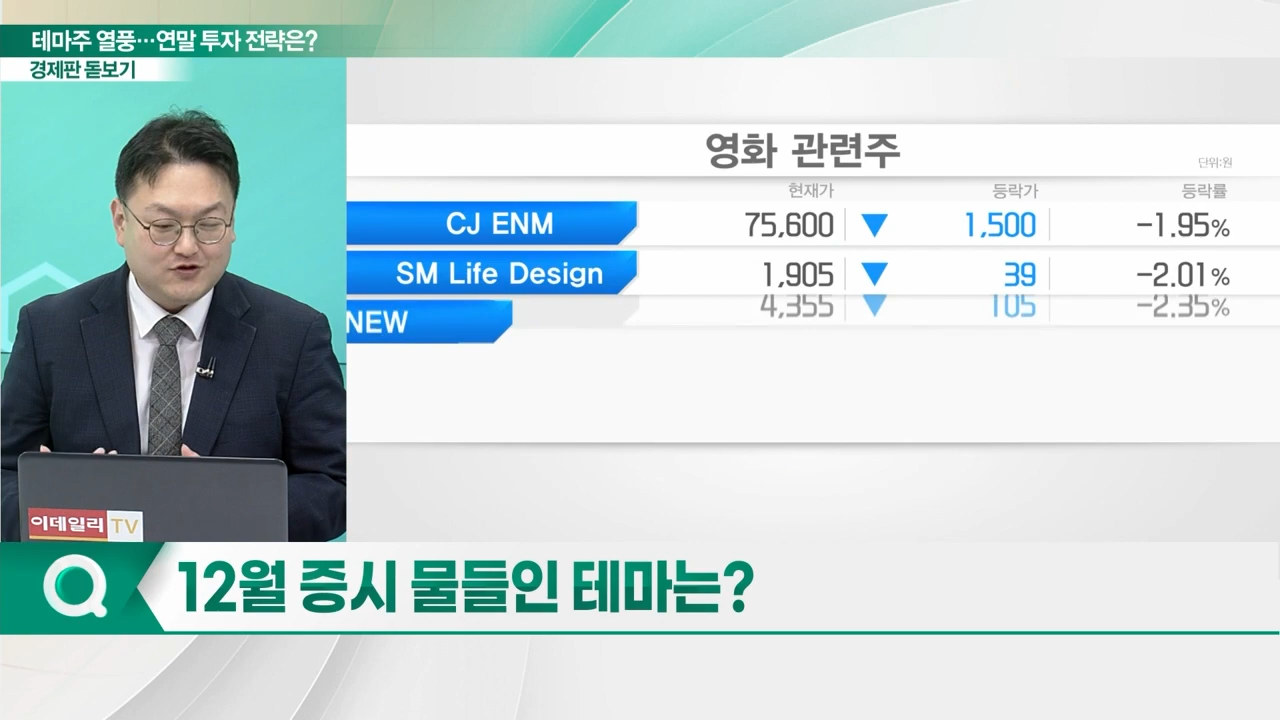 테마주 열풍…연말 투자 전략은?
경제판 돋보기
영화 관련주
단위:원
현재가 등락가 등락률
CJ ENM 75,600 ▼ 1,500 -1.95%
SM Life Design 1,905 ▼ 39 -2.01%
NEW 4,355 ▼ 105 -2.35%
이데일리 TV
12월 증시 물들인 테마는?